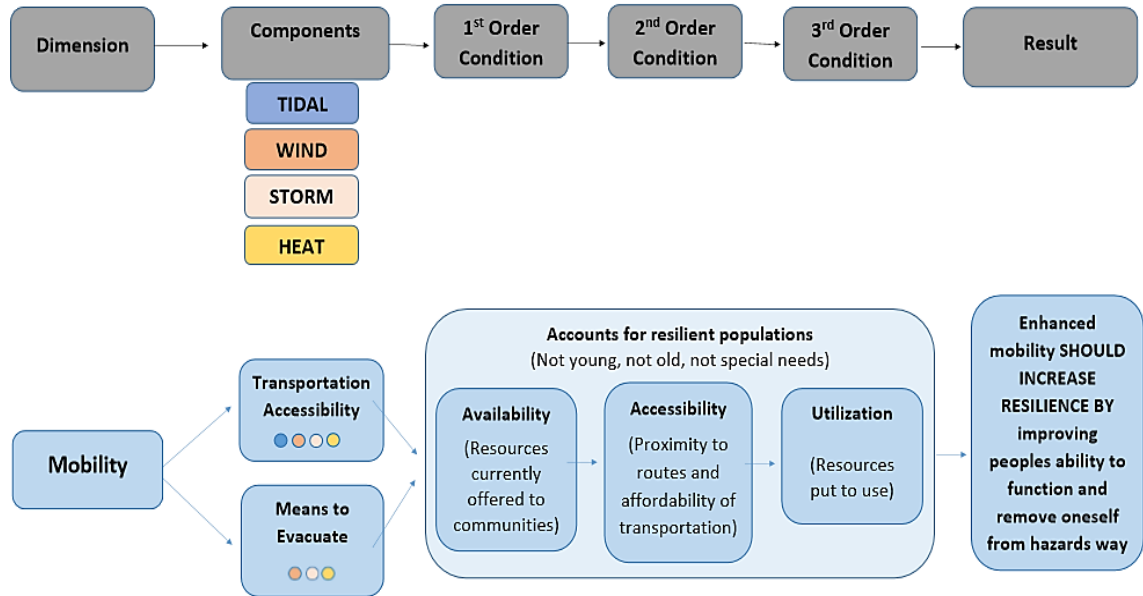 Dimension
Components
1st Order
Condition
2nd Order
Condition
3rd Order
Condition
Result
TIDAL
WIND
STORM
HEAT
Mobility
Transportation
Accessibility
Means to
Evacuate
Accounts for resilient populations
(Not young, not old, not special needs)
Availability
(Resources
currently
offered to
communities)
Accessibility
(Proximity to
routes and
affordability of
transportation)
Utilization
(Resources
put to use)
Enhanced
mobility SHOULD
INCREASE
RESILIENCE BY
improving
peoples ability to
function and
remove oneself
from hazards way